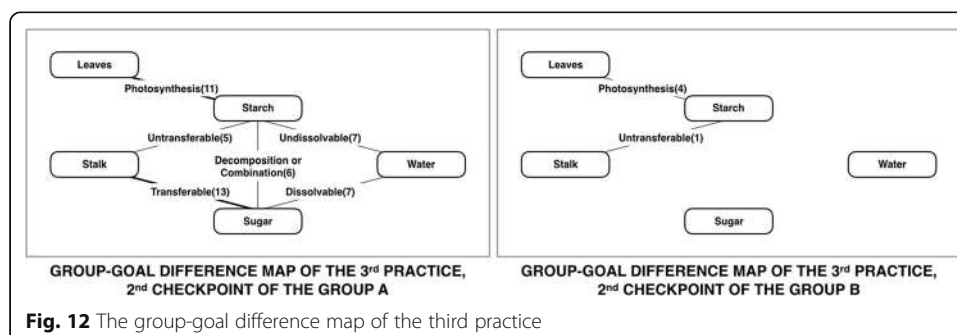 Leaves
Photosynthesis(11)
Starch
Untransferable(5)
Undissolvable(7)
Stalk
Decomposition or
Combination(6)
Water
Transferable(13)
Dissolvable(7)
Sugar
GROUP-GOAL DIFFERENCE MAP OF THE 3rd PRACTICE,
2nd CHECKPOINT OF THE GROUP A
Leaves
Photosynthesis(4)
Starch
Untransferable(1)
Stalk
Water
Sugar
GROUP-GOAL DIFFERENCE MAP OF THE 3rd PRACTICE,
2nd CHECKPOINT OF THE GROUP B
Fig. 12 The group-goal difference map of the third practice